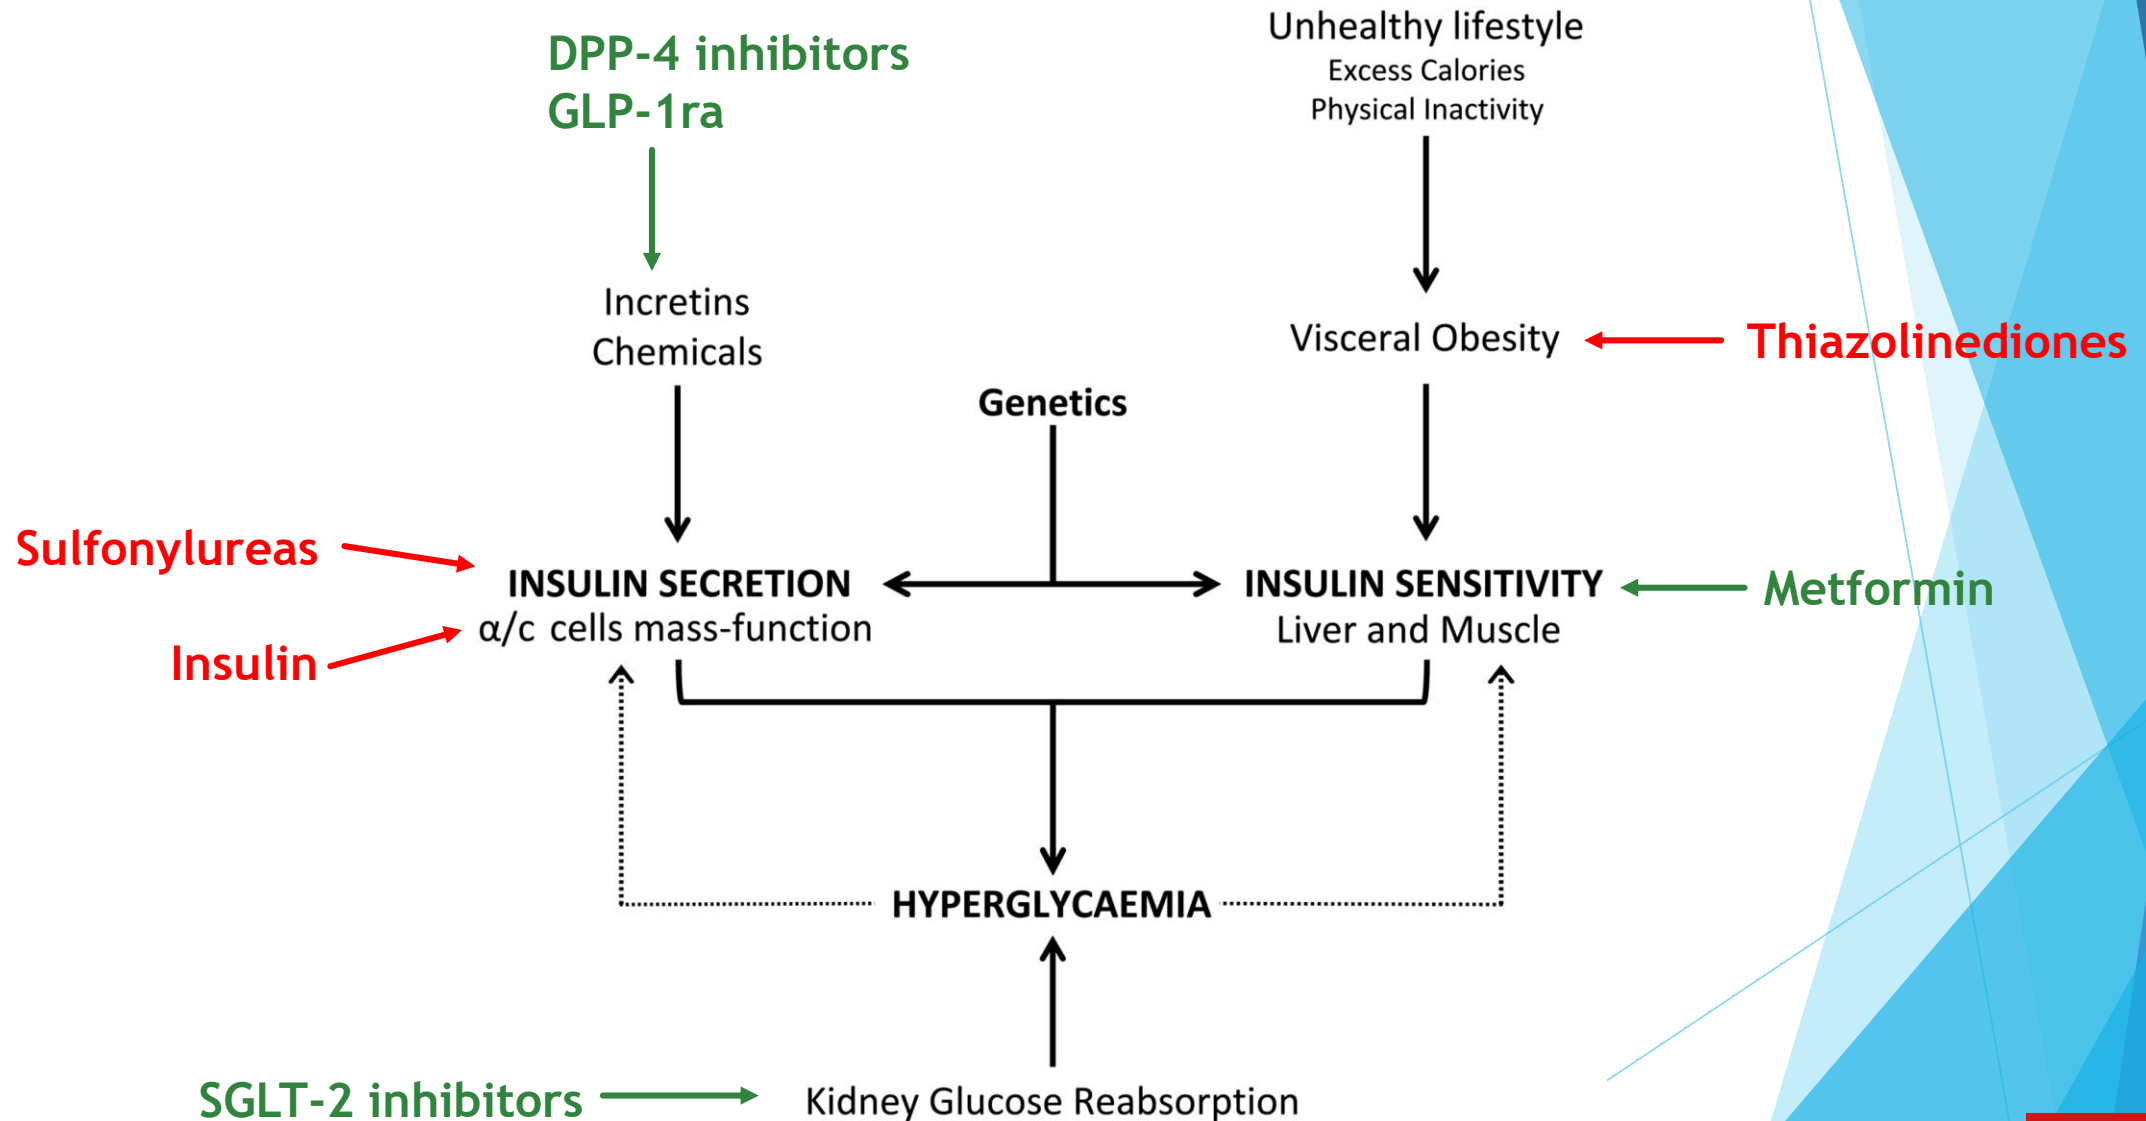 DPP-4 inhibitors
GLP-1ra
Unhealthy lifestyle
Excess Calories
Physical Inactivity
Incretins
Chemicals
Visceral Obesity
Thiazolinediones
Genetics
Sulfonylureas
Insulin
INSULIN SECRETION
α/c cells mass-function
INSULIN SENSITIVITY
Liver and Muscle
Metformin
HYPERGLYCAEMIA
SGLT-2 inhibitors
Kidney Glucose Reabsorption